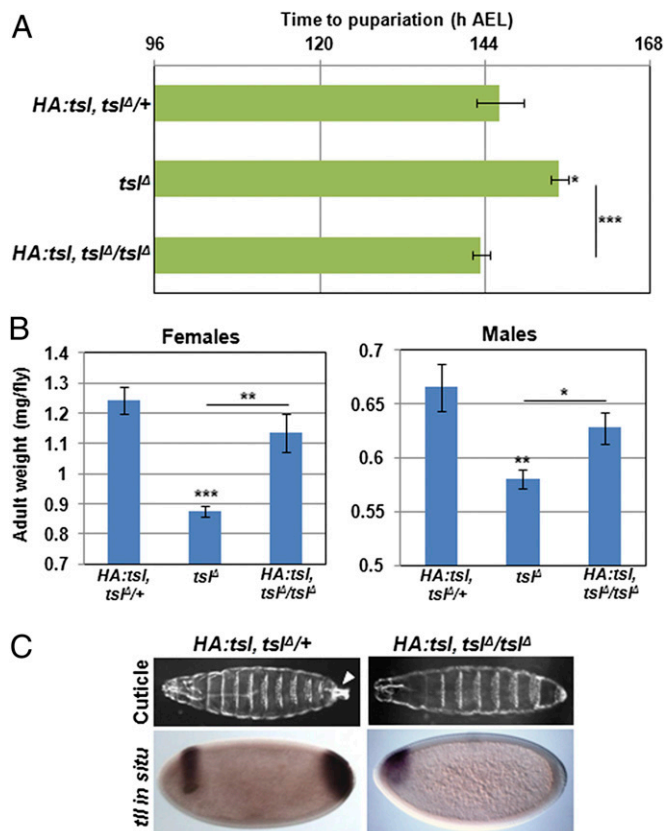 A
Time to pupariation (h AEL)
96 120 144 168
HA:tsl, tslΔ/+
tslΔ
*
***
HA:tsl, tslΔ/tslΔ
B
Females
Males
Adult weight (mg/fly)
1.4
1.3
1.2
1.1
1
0.9
0.8
0.7
***
**
HA:tsl, tslΔ HA:tsl,
tslΔ/+ tslΔ/tslΔ
0.7
0.65
0.6
0.55
0.5
**
*
HA:tsl, tslΔ HA:tsl,
tslΔ/+ tslΔ/tslΔ
C
HA:tsl, tslΔ/+
HA:tsl, tslΔ/tslΔ
Cuticle
tll in situ